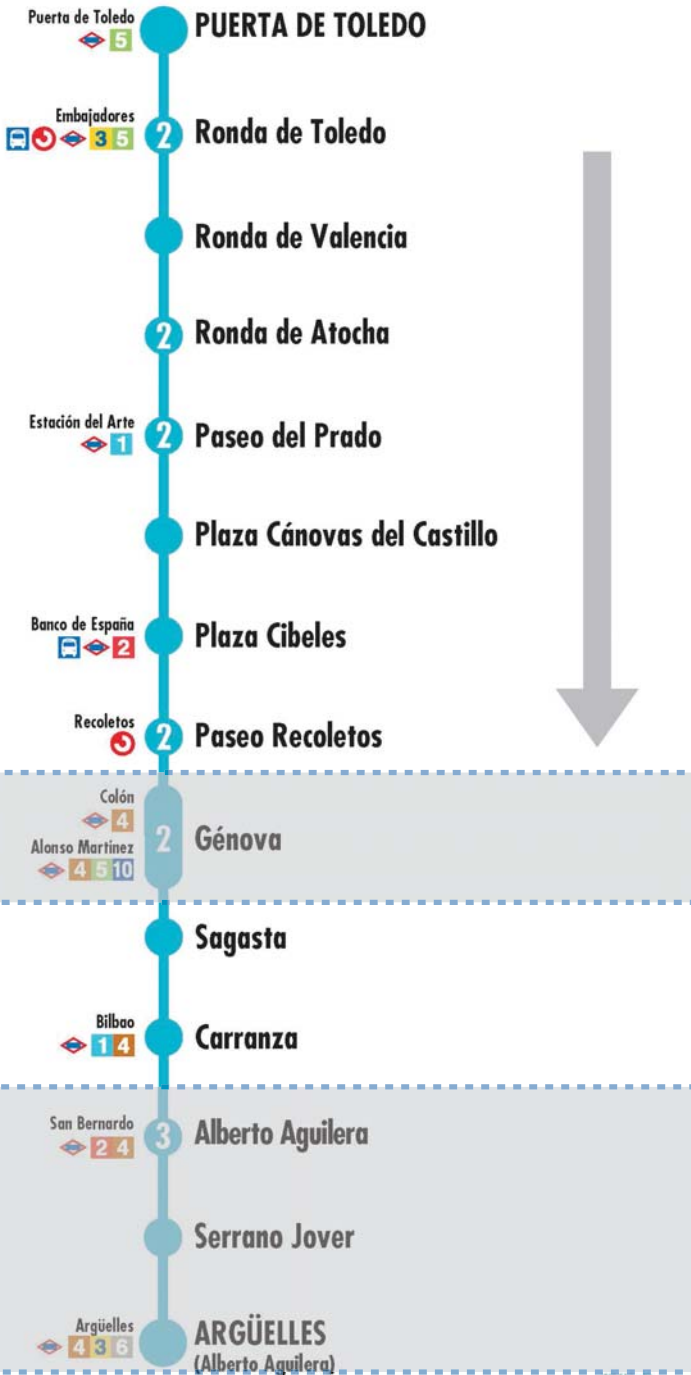 Puerta de Toledo
5
PUERTA DE TOLEDO
Embajadores
3 5
2
Ronda de Toledo
Ronda de Valencia
2
Ronda de Atocha
Estación del Arte
1
2
Paseo del Prado
Plaza Cánovas del Castillo
Banco de España
2
Plaza Cibeles
Recoletos
2
Paseo Recoletos
Colón
4
Alonso Martínez
4 5 10
2
Génova
Sagasta
Bilbao
1 4
Carranza
San Bernardo
2 4
3
Alberto Aguilera
Serrano Jover
Argüelles
4 3 6
ARGÜELLES
(Alberto Aguilera)